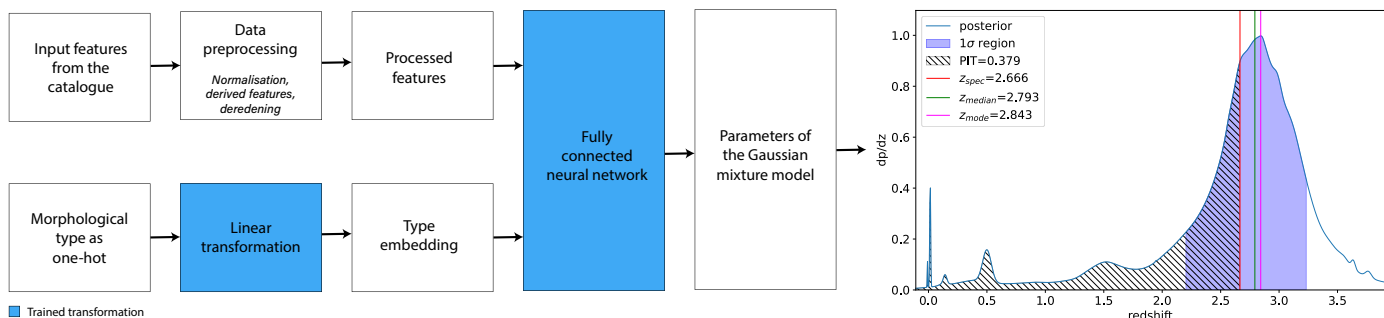 Input features
from the
catalogue
Data
preprocessing
Normalisation,
derived features,
deredening
Processed
features
Morphological
type as
one-hot
Linear
transformation
Type
embedding
Fully
connected
neural network
Parameters of
the Gaussian
mixture model
Trained transformation
posterior
1σ region
PIT=0.379
z_spec=2.666
z_median=2.793
z_mode=2.843
dp/dz
1.0
0.8
0.6
0.4
0.2
0.0
0.0 0.5 1.0 1.5 2.0 2.5 3.0 3.5
redshift